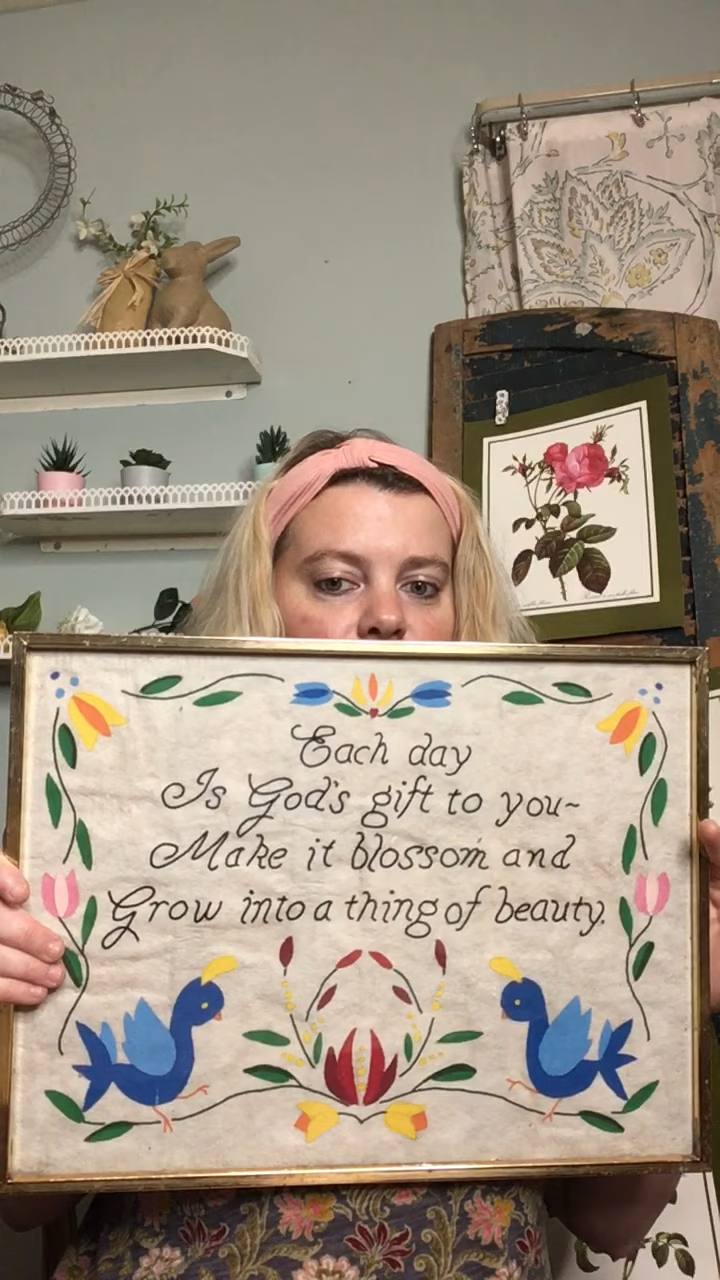 Each day
Is God's gift to you~
Make it blossom and
Grow into a thing of beauty.